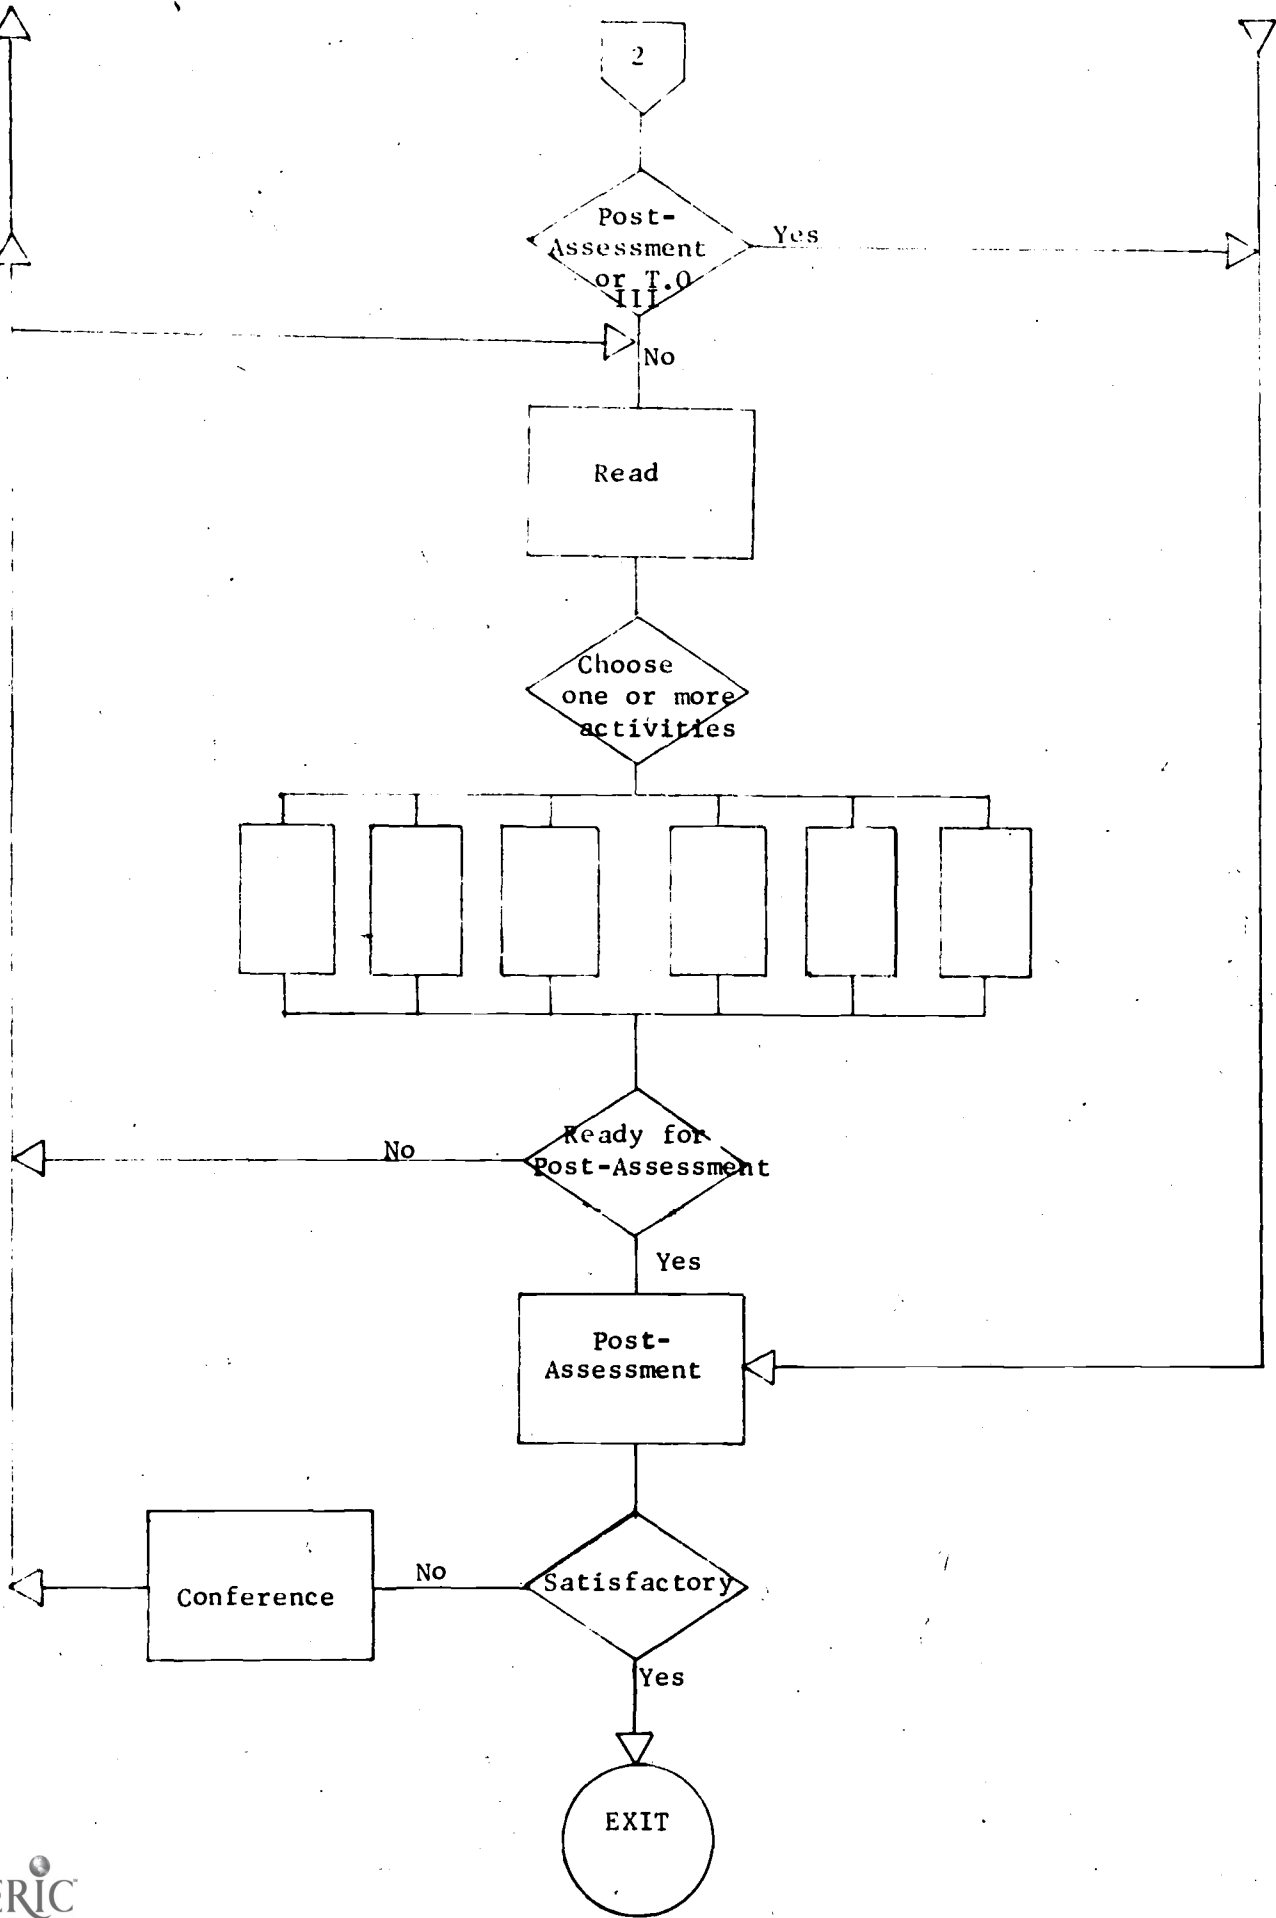 2
Post-
Assessment
or T.O
III
Yes
No
Read
Choose
one or more
activities
Ready for
Post-Assessment
No
Yes
Post-
Assessment
Satisfactory
No
Conference
Yes
EXIT
ERIC